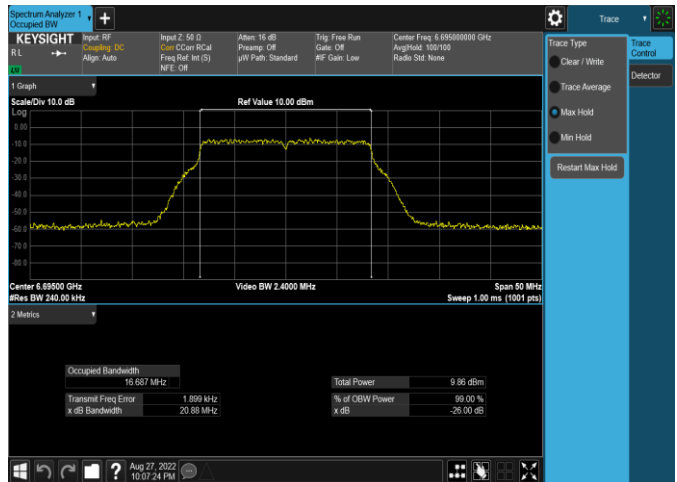 Spectrum Analyzer 1
Occupied BW
+
Trace
KEYSIGHT
R L
LV
Input: RF
Coupling: DC
Align: Auto
Input Z: 50 Ω
Corr CCorr RCal
Freq Ref: Int (S)
NFE: Off
Atten: 16 dB
Preamp: Off
µW Path: Standard
Trig: Free Run
Gate: Off
#IF Gain: Low
Center Freq: 6.695000000 GHz
Avg|Hold: 100/100
Radio Std: None
Trace Type
Clear / Write
Trace Average
Max Hold
Min Hold
Restart Max Hold
Trace
Control
Detector
1 Graph
Scale/Div 10.0 dB
Ref Value 10.00 dBm
Log
0.00
-10.0
-20.0
-30.0
-40.0
-50.0
-60.0
-70.0
-80.0
Center 6.69500 GHz
Video BW 2.4000 MHz
Span 50 MHz
#Res BW 240.00 kHz
Sweep 1.00 ms (1001 pts)
2 Metrics
Occupied Bandwidth
16.687 MHz
Total Power 9.86 dBm
Transmit Freq Error 1.899 kHz
% of OBW Power 99.00 %
x dB Bandwidth 20.88 MHz
x dB -26.00 dB
?
Aug 27, 2022
10:07:24 PM